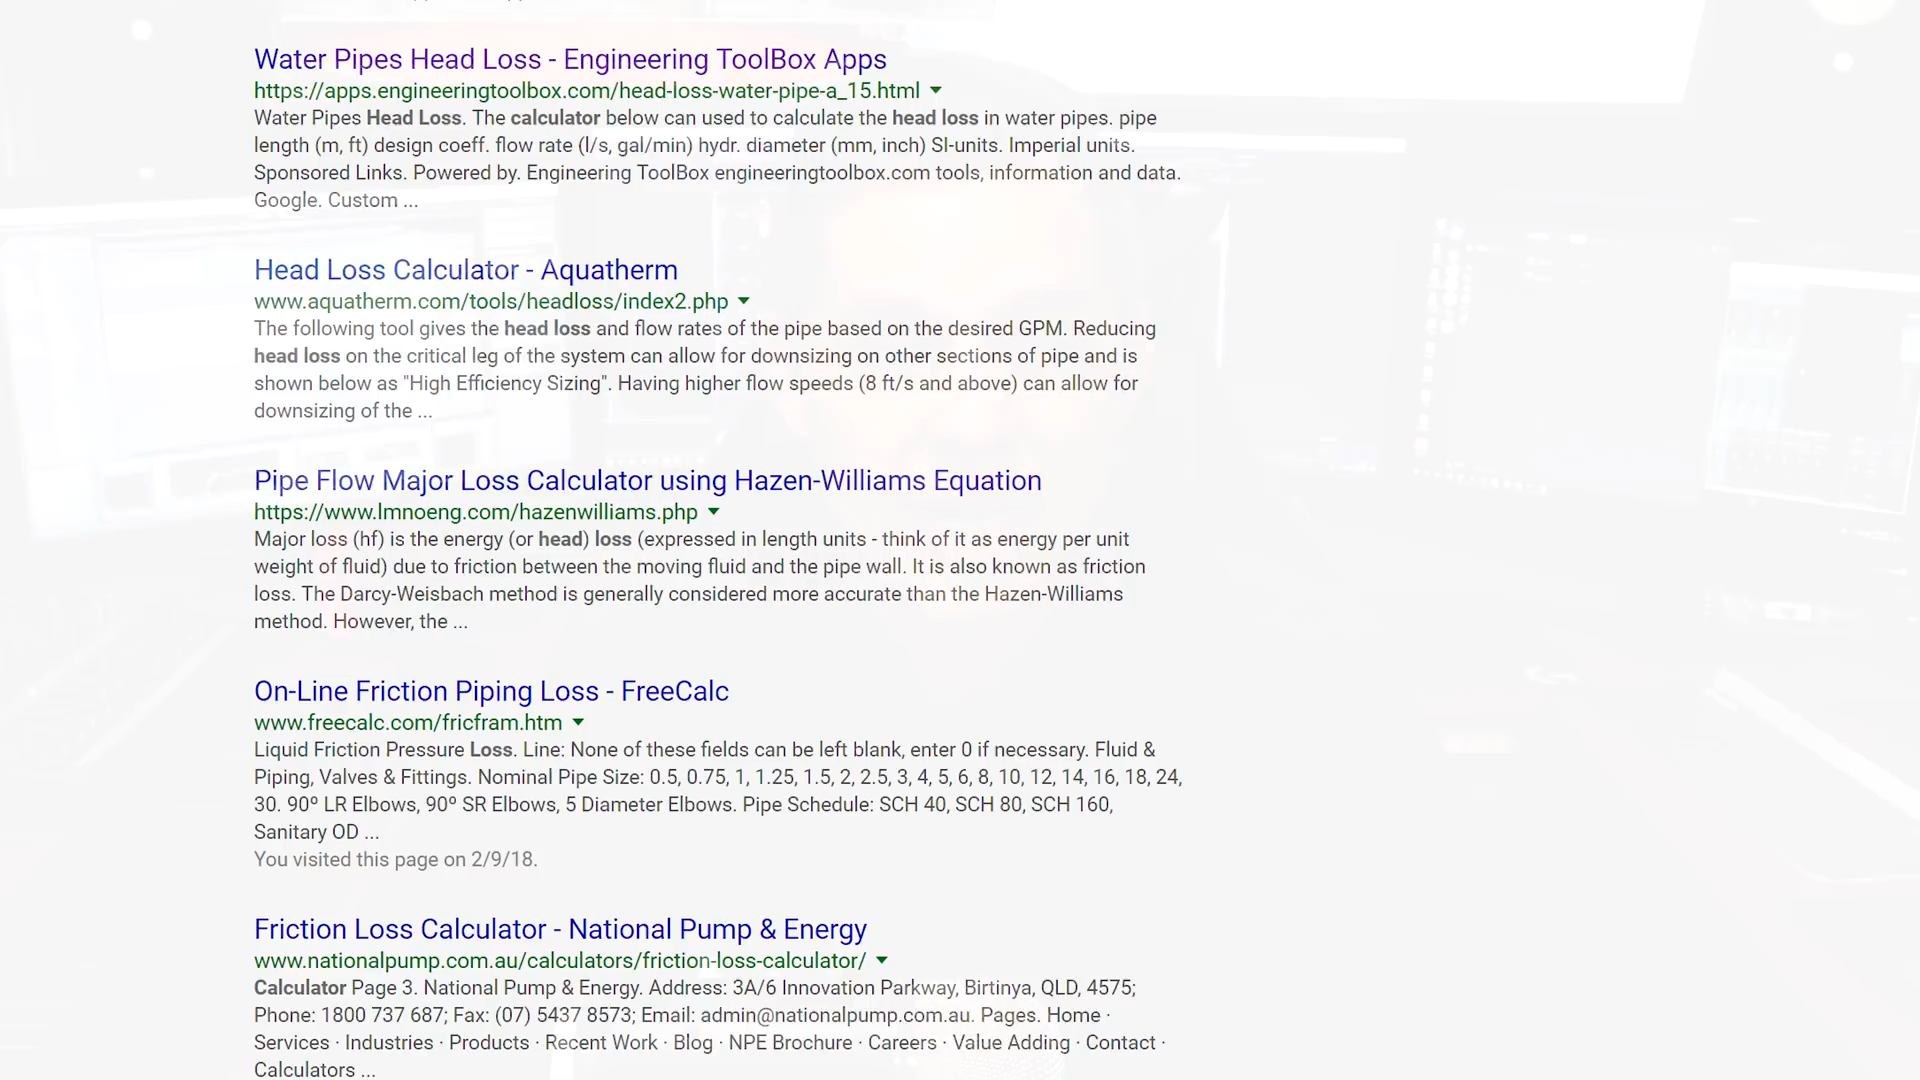 Water Pipes Head Loss - Engineering ToolBox Apps
https://apps.engineeringtoolbox.com/head-loss-water-pipe-a_15.html
Water Pipes Head Loss. The calculator below can used to calculate the head loss in water pipes. pipe
length (m, ft) design coeff. flow rate (l/s, gal/min) hydr. diameter (mm, inch) SI-units. Imperial units.
Sponsored Links. Powered by. Engineering ToolBox engineeringtoolbox.com tools, information and data.
Google. Custom ...
Head Loss Calculator - Aquatherm
www.aquatherm.com/tools/headloss/index2.php
The following tool gives the head loss and flow rates of the pipe based on the desired GPM. Reducing
head loss on the critical leg of the system can allow for downsizing on other sections of pipe and is
shown below as "High Efficiency Sizing". Having higher flow speeds (8 ft/s and above) can allow for
downsizing of the ...
Pipe Flow Major Loss Calculator using Hazen-Williams Equation
https://www.lmnoeng.com/hazenwilliams.php
Major loss (hf) is the energy (or head) loss (expressed in length units - think of it as energy per unit
weight of fluid) due to friction between the moving fluid and the pipe wall. It is also known as friction
loss. The Darcy-Weisbach method is generally considered more accurate than the Hazen-Williams
method. However, the ...
On-Line Friction Piping Loss - FreeCalc
www.freecalc.com/fricfram.htm
Liquid Friction Pressure Loss. Line: None of these fields can be left blank, enter 0 if necessary. Fluid &
Piping, Valves & Fittings. Nominal Pipe Size: 0.5, 0.75, 1, 1.25, 1.5, 2, 2.5, 3, 4, 5, 6, 8, 10, 12, 14, 16, 18, 24,
30. 90º LR Elbows, 90º SR Elbows, 5 Diameter Elbows. Pipe Schedule: SCH 40, SCH 80, SCH 160,
Sanitary OD ...
You visited this page on 2/9/18.
Friction Loss Calculator - National Pump & Energy
www.nationalpump.com.au/calculators/friction-loss-calculator/
Calculator Page 3. National Pump & Energy. Address: 3A/6 Innovation Parkway, Birtinya, QLD, 4575;
Phone: 1800 737 687; Fax: (07) 5437 8573; Email: admin@nationalpump.com.au. Pages. Home ·
Services · Industries · Products · Recent Work · Blog · NPE Brochure · Careers · Value Adding · Contact ·
Calculators ...